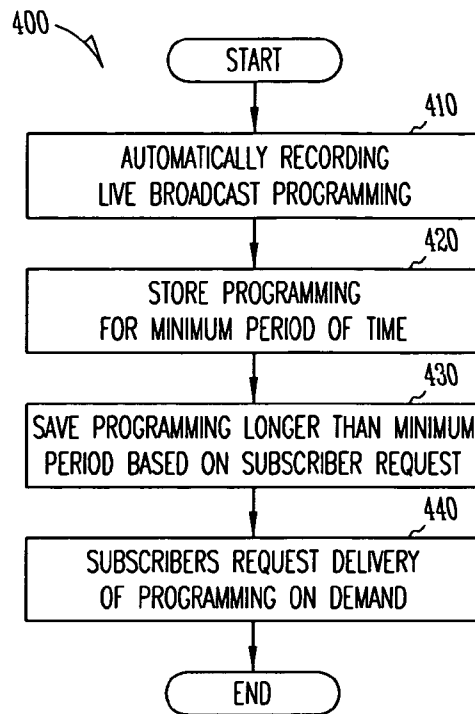 400
START
410
AUTOMATICALLY RECORDING
LIVE BROADCAST PROGRAMMING
420
STORE PROGRAMMING
FOR MINIMUM PERIOD OF TIME
430
SAVE PROGRAMMING LONGER THAN MINIMUM
PERIOD BASED ON SUBSCRIBER REQUEST
440
SUBSCRIBERS REQUEST DELIVERY
OF PROGRAMMING ON DEMAND
END